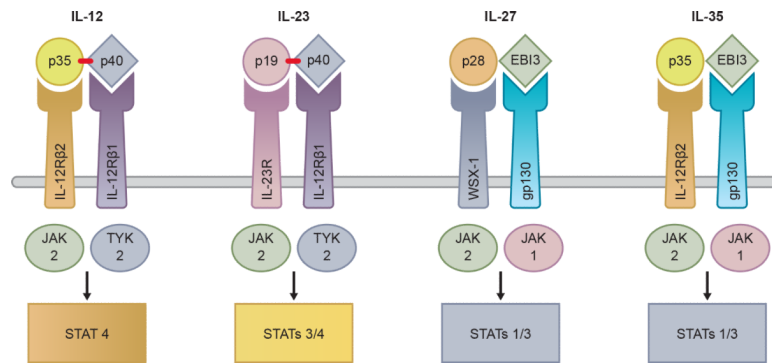 IL-12
IL-23
IL-27
IL-35
p35
p40
p19
p40
p28
EBI3
p35
EBI3
IL-12Rβ2
IL-12Rβ1
IL-23R
IL-12Rβ1
WSX-1
gp130
IL-12Rβ2
gp130
JAK
2
TYK
2
JAK
2
TYK
2
JAK
2
JAK
1
JAK
2
JAK
1
STAT 4
STATs 3/4
STATs 1/3
STATs 1/3